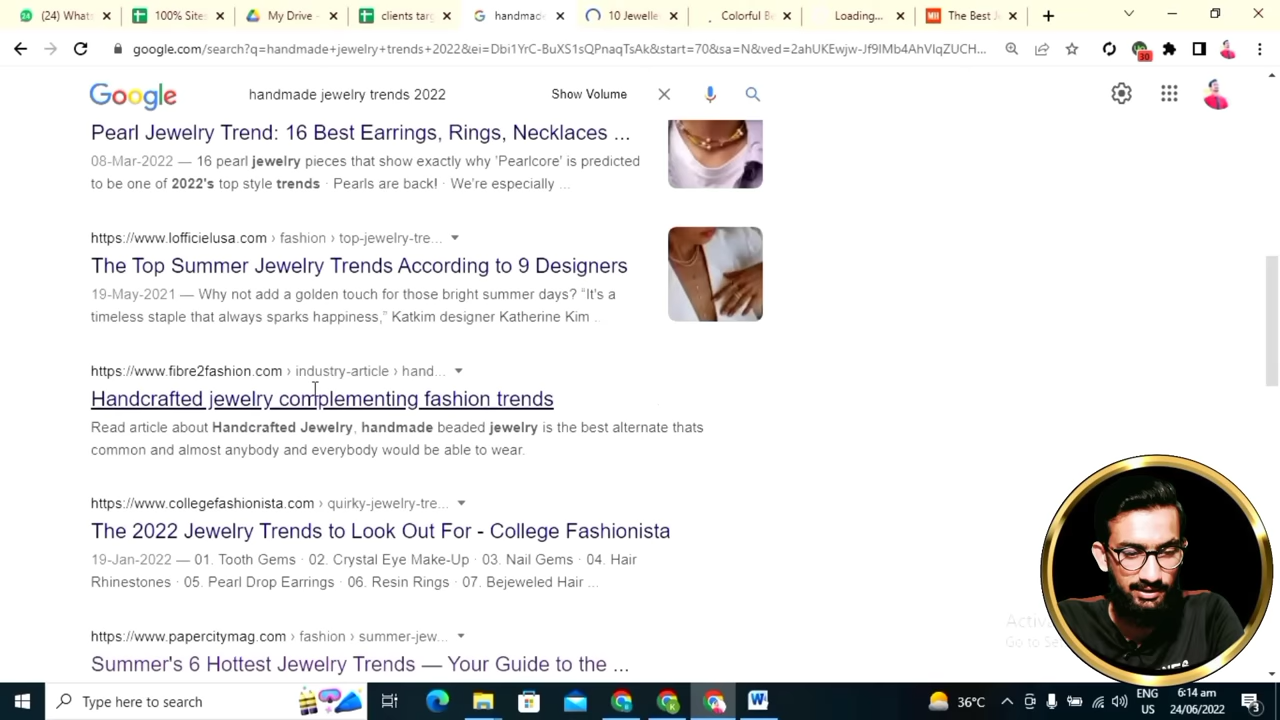 (24) Whats
100% Sites
My Drive -
clients targ
handmade
10 Jewelle
Colorful Be
Loading...
The Best J
google.com/search?q=handmade+jewelry+trends+2022&ei=Dbi1YrC-BuXS1sQPnaqTsAk&start=70&sa=N&ved=2ahUKEwjw-Jf9lMb4AhVlqZUCH...
30
Google
handmade jewelry trends 2022
Show Volume
Pearl Jewelry Trend: 16 Best Earrings, Rings, Necklaces ...
08-Mar-2022 — 16 pearl jewelry pieces that show exactly why 'Pearlcore' is predicted
to be one of 2022's top style trends · Pearls are back! · We're especially ...
https://www.lofficielusa.com › fashion › top-jewelry-tre...
The Top Summer Jewelry Trends According to 9 Designers
19-May-2021 — Why not add a golden touch for those bright summer days? “It's a
timeless staple that always sparks happiness,” Katkim designer Katherine Kim ...
https://www.fibre2fashion.com › industry-article › hand...
Handcrafted jewelry complementing fashion trends
Read article about Handcrafted Jewelry, handmade beaded jewelry is the best alternate thats
common and almost anybody and everybody would be able to wear.
https://www.collegefashionista.com › quirky-jewelry-tre...
The 2022 Jewelry Trends to Look Out For - College Fashionista
19-Jan-2022 — 01. Tooth Gems · 02. Crystal Eye Make-Up · 03. Nail Gems · 04. Hair
Rhinestones · 05. Pearl Drop Earrings · 06. Resin Rings · 07. Bejeweled Hair ...
https://www.papercitymag.com › fashion › summer-jew...
Summer's 6 Hottest Jewelry Trends — Your Guide to the ...
Activ
Go to Se
Type here to search
36°C
ENG
US
6:14 am
24/06/2022
3